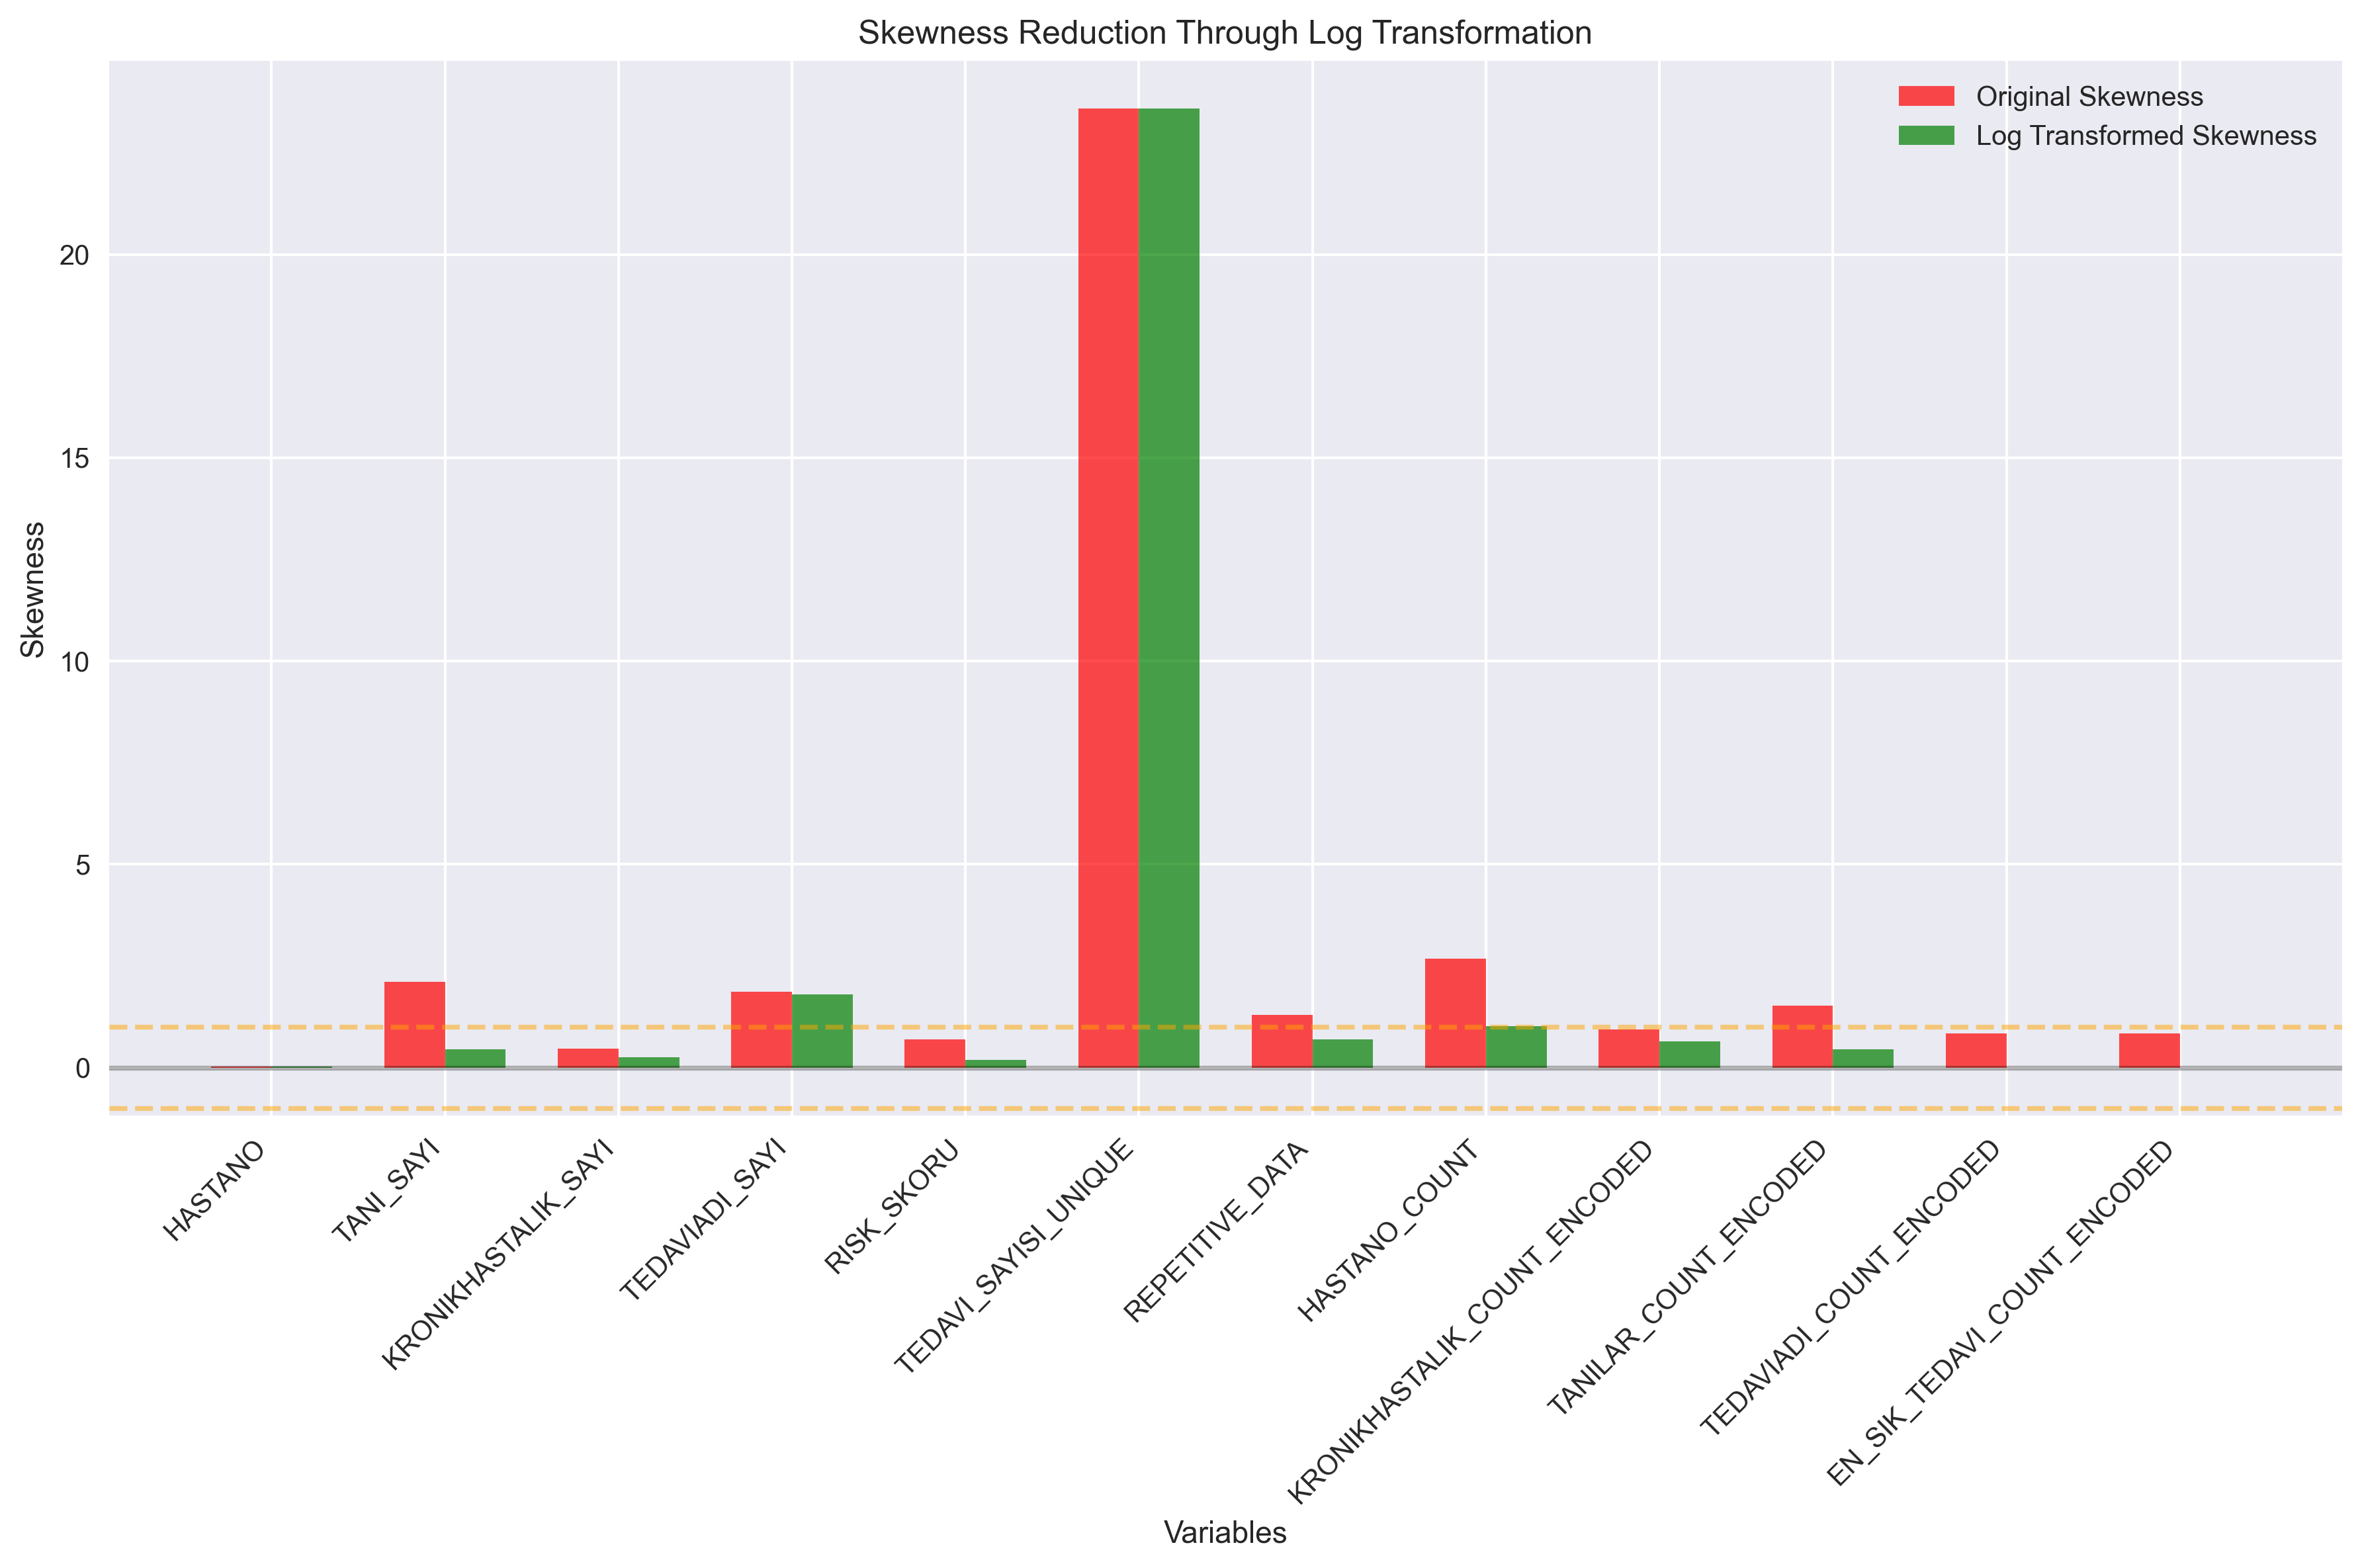 Skewness Reduction Through Log Transformation
Original Skewness
Log Transformed Skewness
20
15
10
5
0
Skewness
HASTANO
TANI_SAYI
KRONIKHASTALIK_SAYI
TEDAVIADI_SAYI
RISK_SKORU
TEDAVI_SAYISI_UNIQUE
REPETITIVE_DATA
HASTANO_COUNT
KRONIKHASTALIK_COUNT_ENCODED
TANILAR_COUNT_ENCODED
TEDAVIADI_COUNT_ENCODED
EN_SIK_TEDAVI_COUNT_ENCODED
Variables